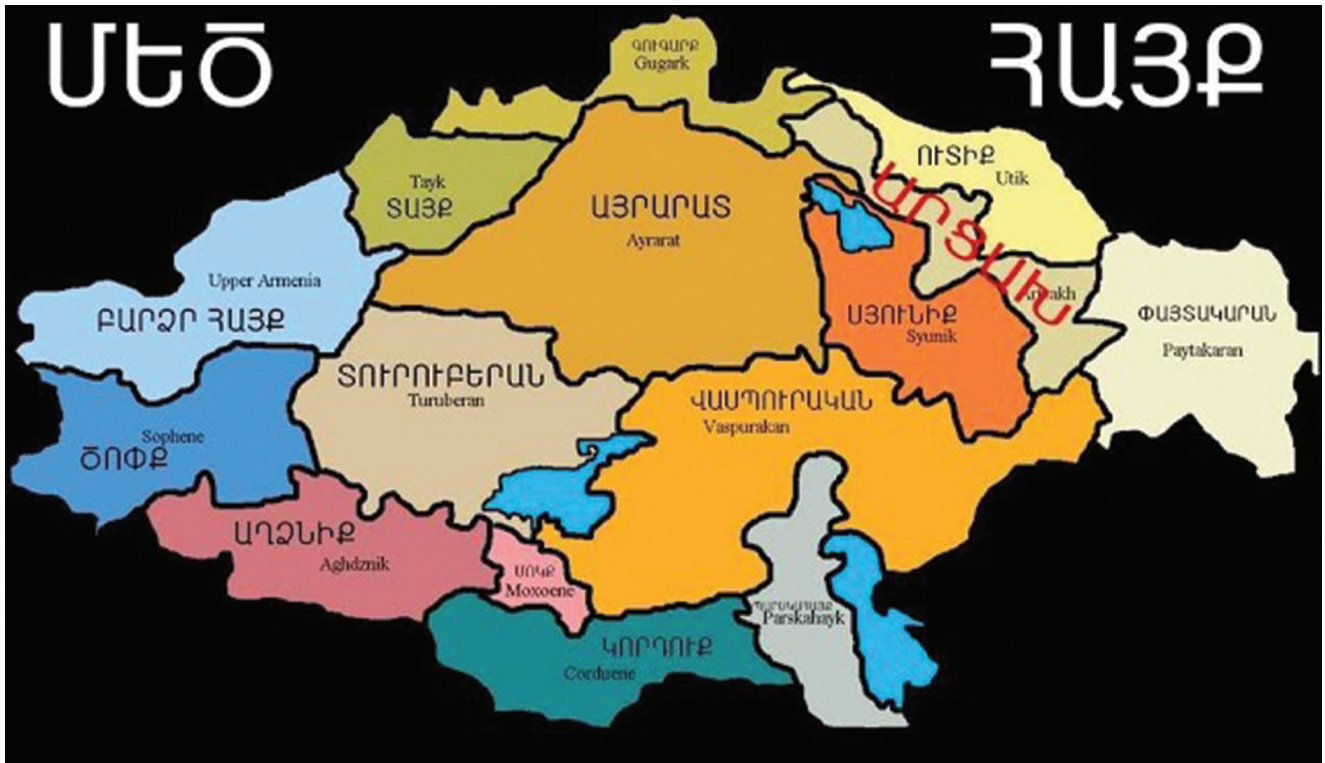 ՄԵԾ ՀԱՅՔ
ԳՈՒԳԱՐՔ
Gugark
Tayk
ՏԱՅՔ
ՈՒՏԻՔ
Utik
ԱՐՑԱԽ
ԱՅՐԱՐԱՏ
Ayrarat
Upper Armenia
ԲԱՐՁՐ ՀԱՅՔ
ՍՅՈՒՆԻՔ
Syunik
ՓԱՅՏԱԿԱՐԱՆ
Paytakaran
ՏՈՒՐՈՒԲԵՐԱՆ
Turuberan
ՎԱՍՊՈՒՐԱԿԱՆ
Vaspurakan
Sophene
ԾՈՓՔ
ԱՂՁՆԻՔ
Aghdznik
ՄՈԿՔ
Moxoene
Parskahayk
ԿՈՐԴՈՒՔ
Corduene